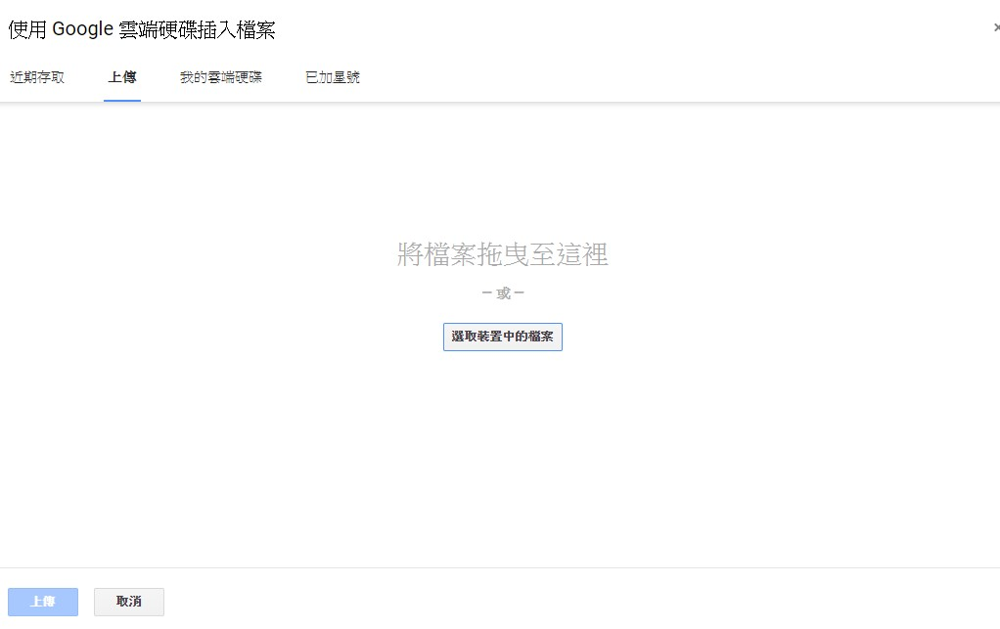 使用 Google 雲端硬碟插入檔案
近期存取 上傳 我的雲端硬碟 已加星號
將檔案拖曳至這裡
– 或 –
選取裝置中的檔案
上傳 取消